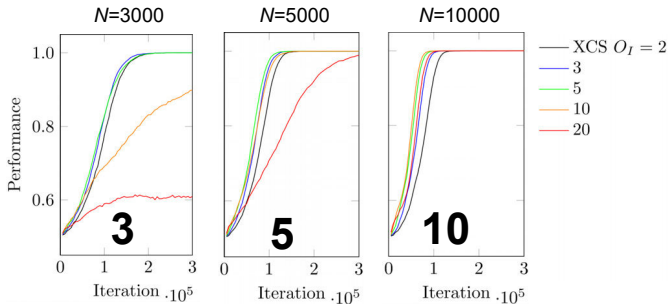 N=3000 N=5000 N=10000
XCS O_I = 2
3
5
10
20
Performance
1.0
0.8
0.6
3 5 10
0 1 2 3 0 1 2 3 0 1 2 3
Iteration ·10^5 Iteration ·10^5 Iteration ·10^5